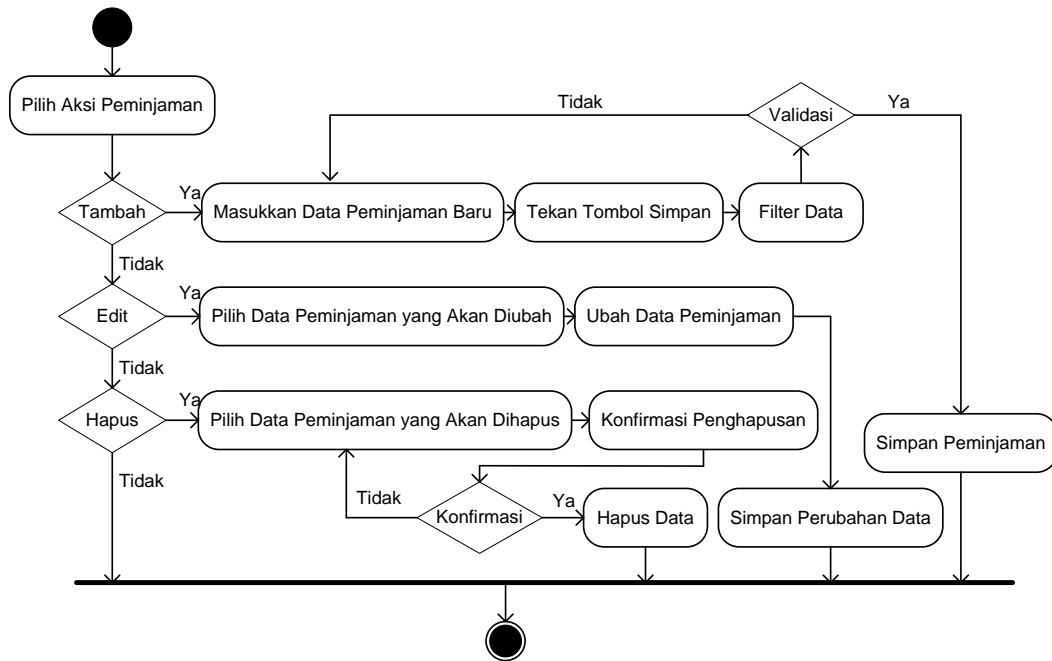 Pilih Aksi Peminjaman
Tidak
Validasi
Ya
Tambah
Ya
Masukkan Data Peminjaman Baru
Tekan Tombol Simpan
Filter Data
Tidak
Edit
Ya
Pilih Data Peminjaman yang Akan Diubah
Ubah Data Peminjaman
Tidak
Hapus
Ya
Pilih Data Peminjaman yang Akan Dihapus
Konfirmasi Penghapusan
Simpan Peminjaman
Tidak
Tidak
Konfirmasi
Ya
Hapus Data
Simpan Perubahan Data